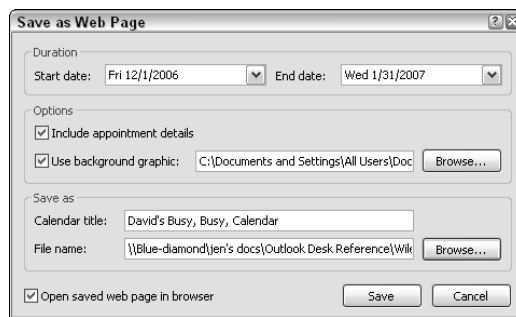 Save as Web Page
Duration
Start date: Fri 12/1/2006 End date: Wed 1/31/2007
Options
Include appointment details
Use background graphic: C:\Documents and Settings\All Users\Doc Browse...
Save as
Calendar title: David's Busy, Busy, Calendar
File name: \\Blue-diamond\jen's docs\Outlook Desk Reference\Wile Browse...
Open saved web page in browser Save Cancel